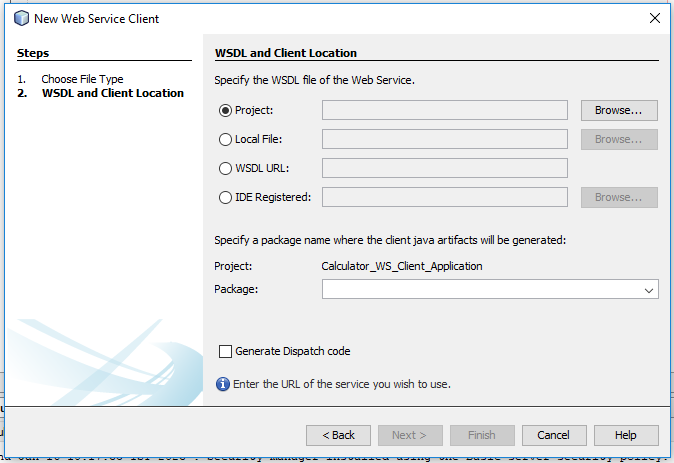 New Web Service Client
Steps
1. Choose File Type
2. WSDL and Client Location
WSDL and Client Location
Specify the WSDL file of the Web Service.
Project: Browse...
Local File: Browse...
WSDL URL:
IDE Registered: Browse...
Specify a package name where the client java artifacts will be generated:
Project: Calculator_WS_Client_Application
Package:
Generate Dispatch code
Enter the URL of the service you wish to use.
< Back Next > Finish Cancel Help